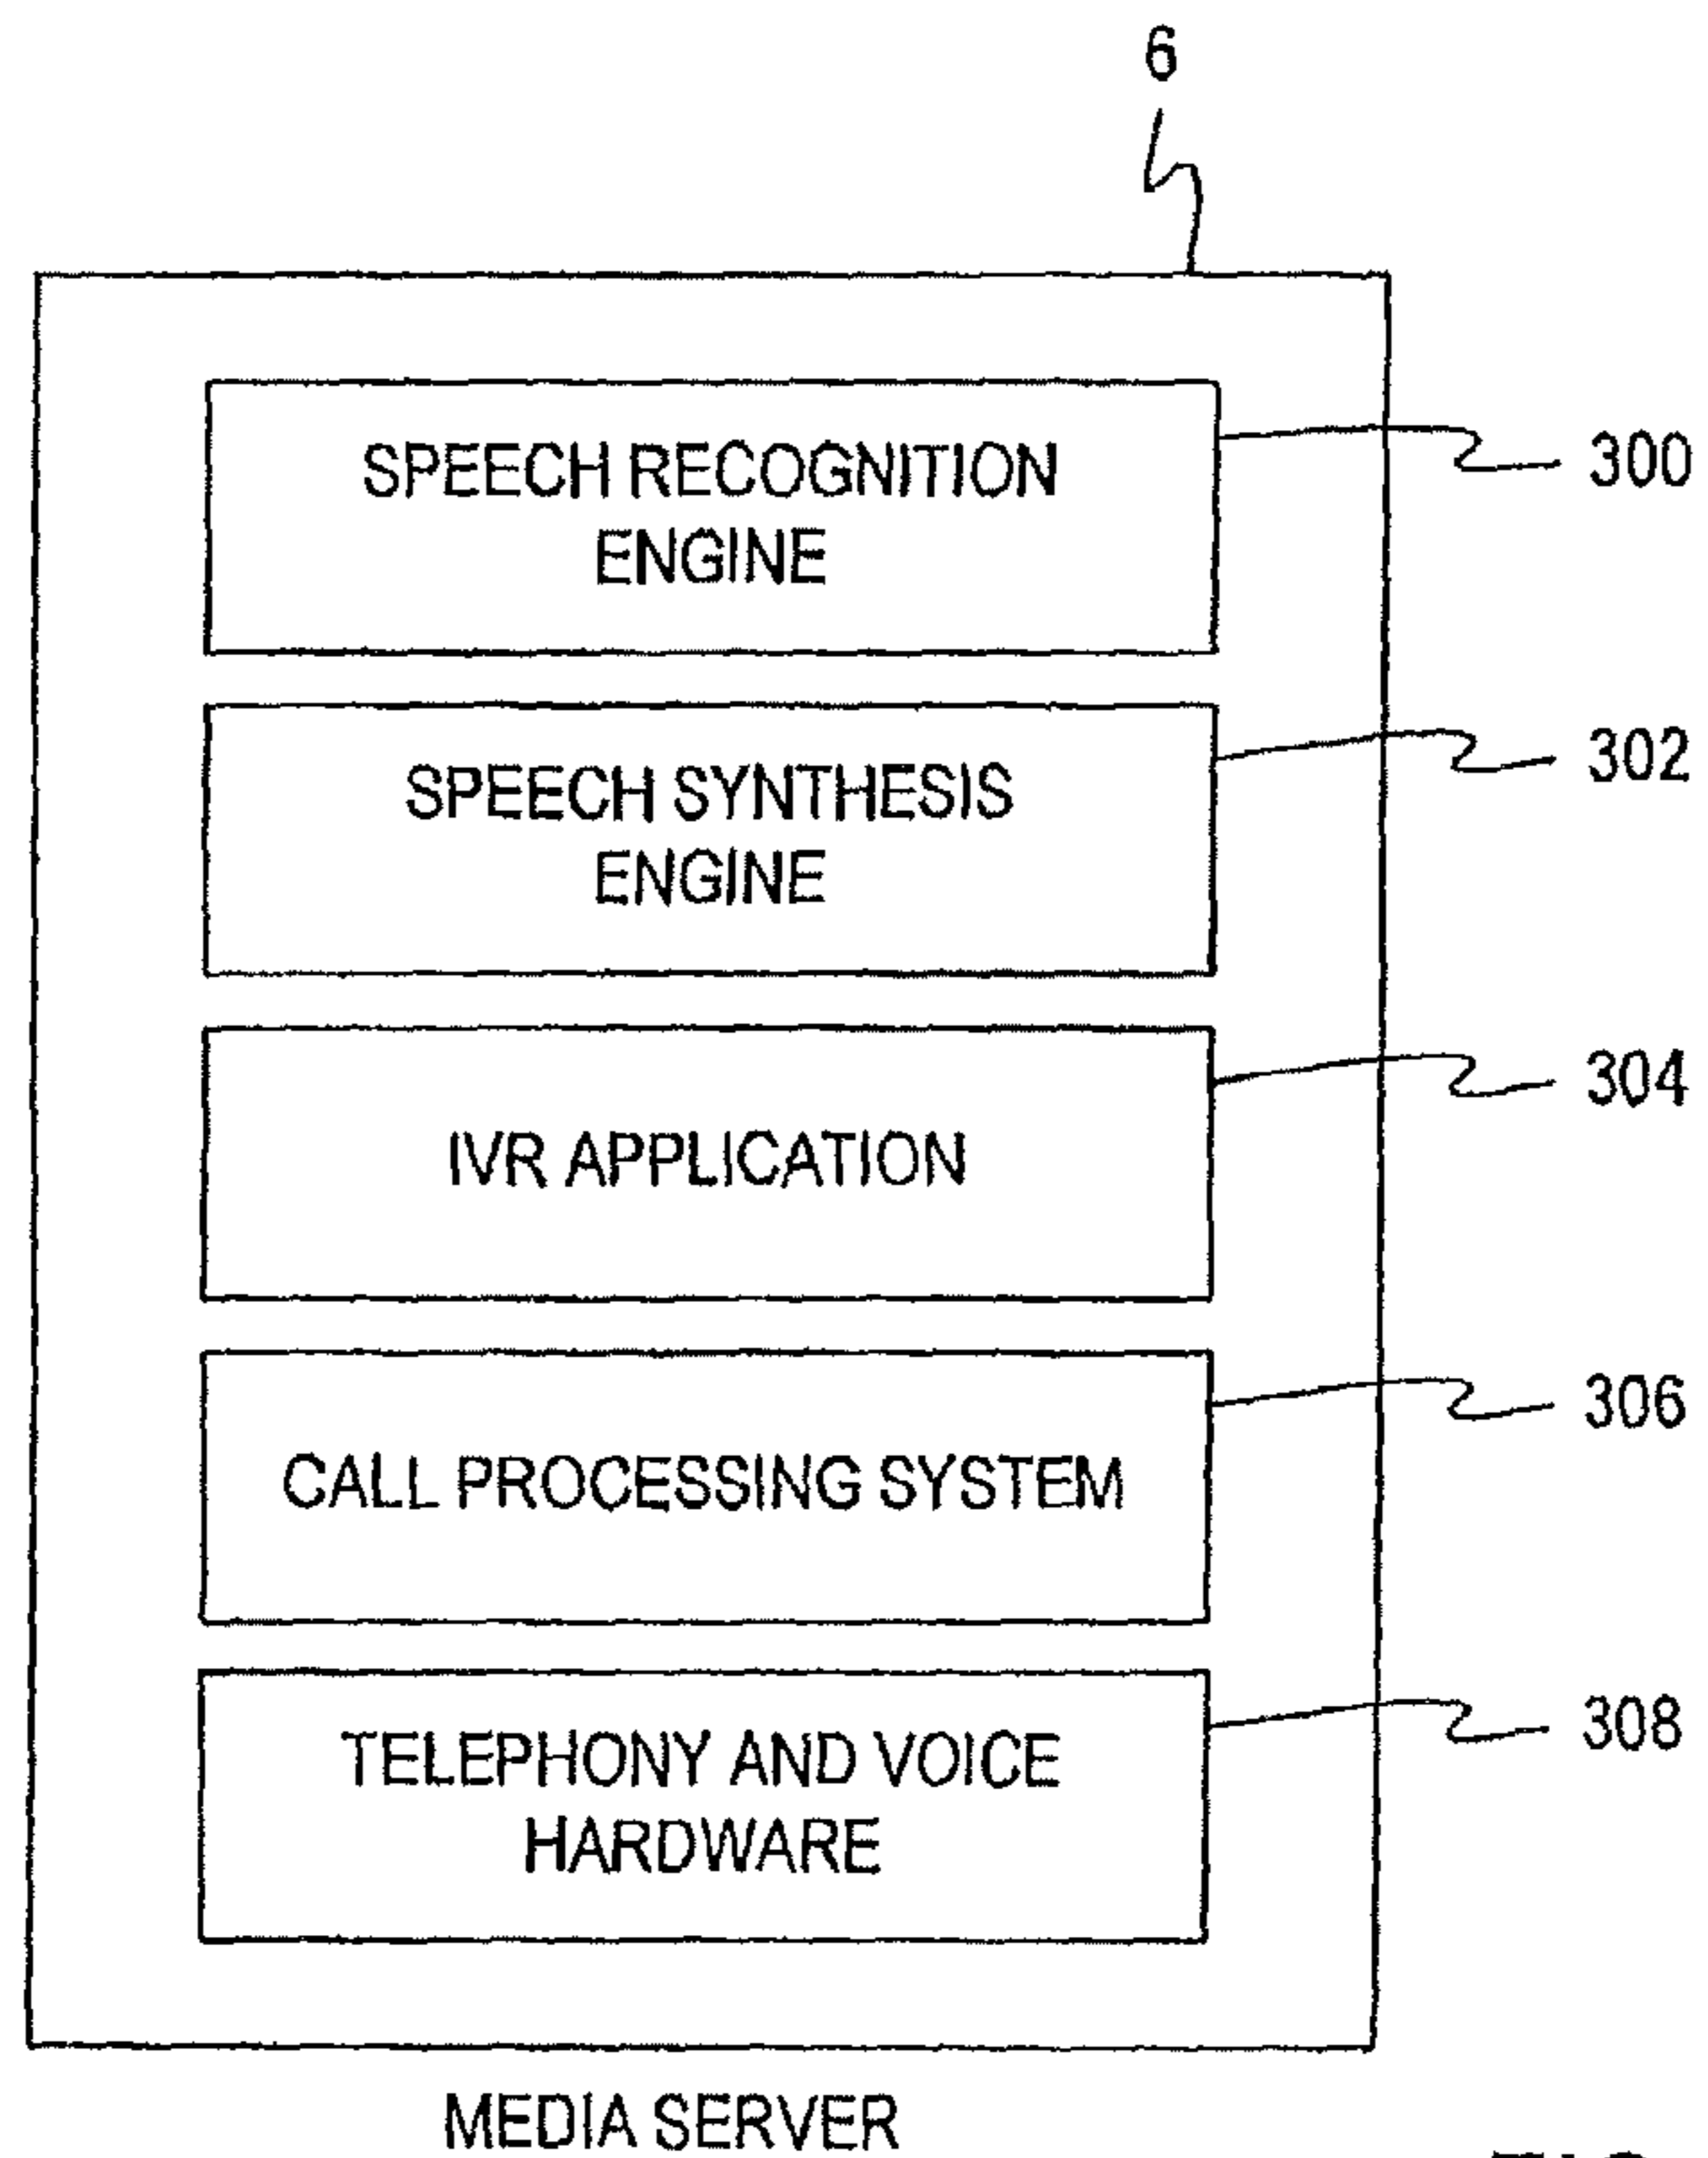 6
SPEECH RECOGNITION
ENGINE
300
SPEECH SYNTHESIS
ENGINE
302
IVR APPLICATION
304
CALL PROCESSING SYSTEM
306
TELEPHONY AND VOICE
HARDWARE
308
MEDIA SERVER